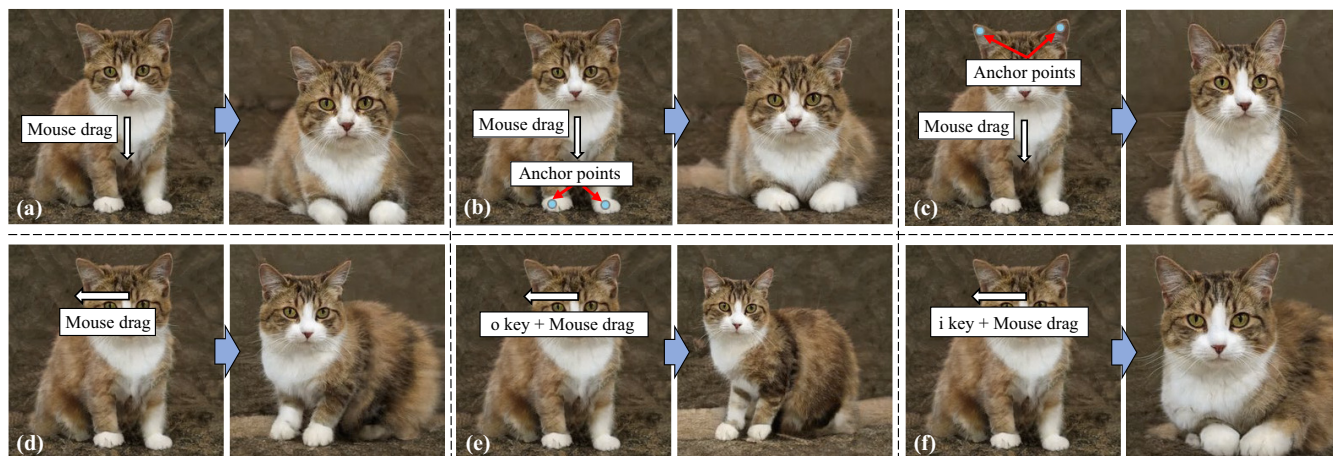 Mouse drag
(a)
Mouse drag
Anchor points
(b)
Anchor points
Mouse drag
(c)
Mouse drag
(d)
o key + Mouse drag
(e)
i key + Mouse drag
(f)